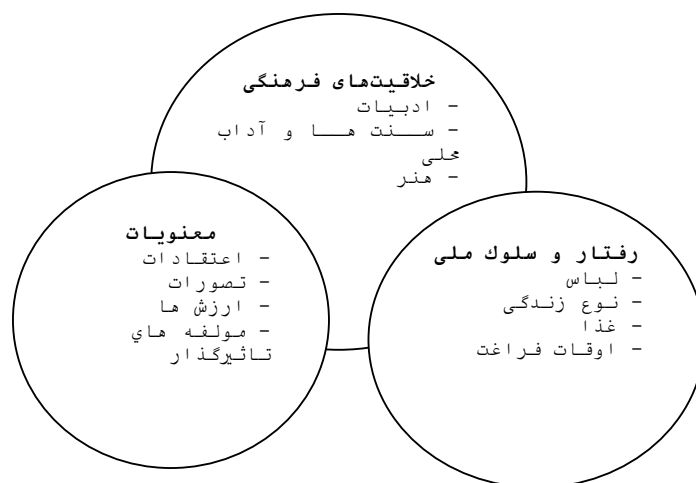 خلاقیت‌های فرهنگی
- ادبیات
- سنت ها و آداب
محلی
- هنر
رفتار و سلوك ملی
- لباس
- نوع زندگی
- غذا
- اوقات فراغت
معنویات
- اعتقادات
- تصورات
- ارزش ها
- مولفه هاي
تاثیرگذار